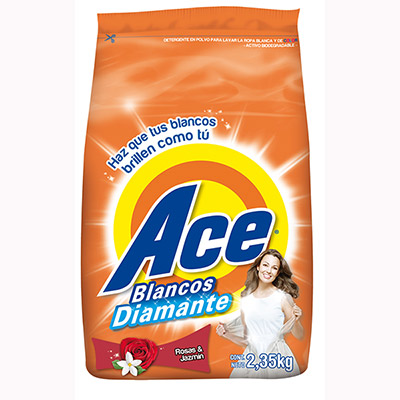 DETERGENTE EN POLVO PARA LAVAR LA ROPA BLANCA Y DE COLOR
• ACTIVO BIODEGRADABLE
Haz que tus blancos
brillen como tú
Ace
Blancos
Diamante
Rosas &
Jazmín
CONT.
NETO 2,35kg